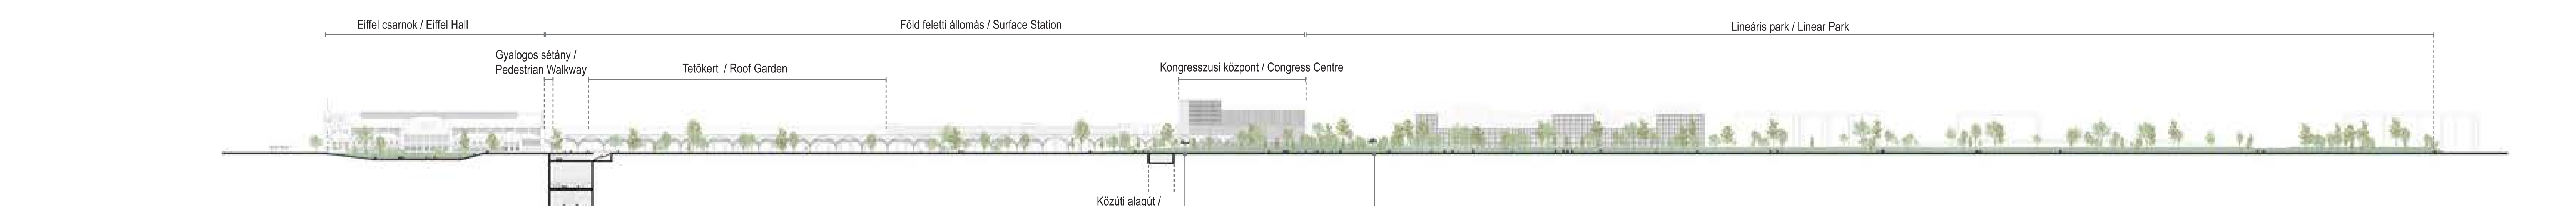 Eiffel csarnok / Eiffel Hall
Föld feletti állomás / Surface Station
Lineáris park / Linear Park
Gyalogos sétány /
Pedestrian Walkway
Tetőkert / Roof Garden
Kongresszusi központ / Congress Centre
Közúti alagút /